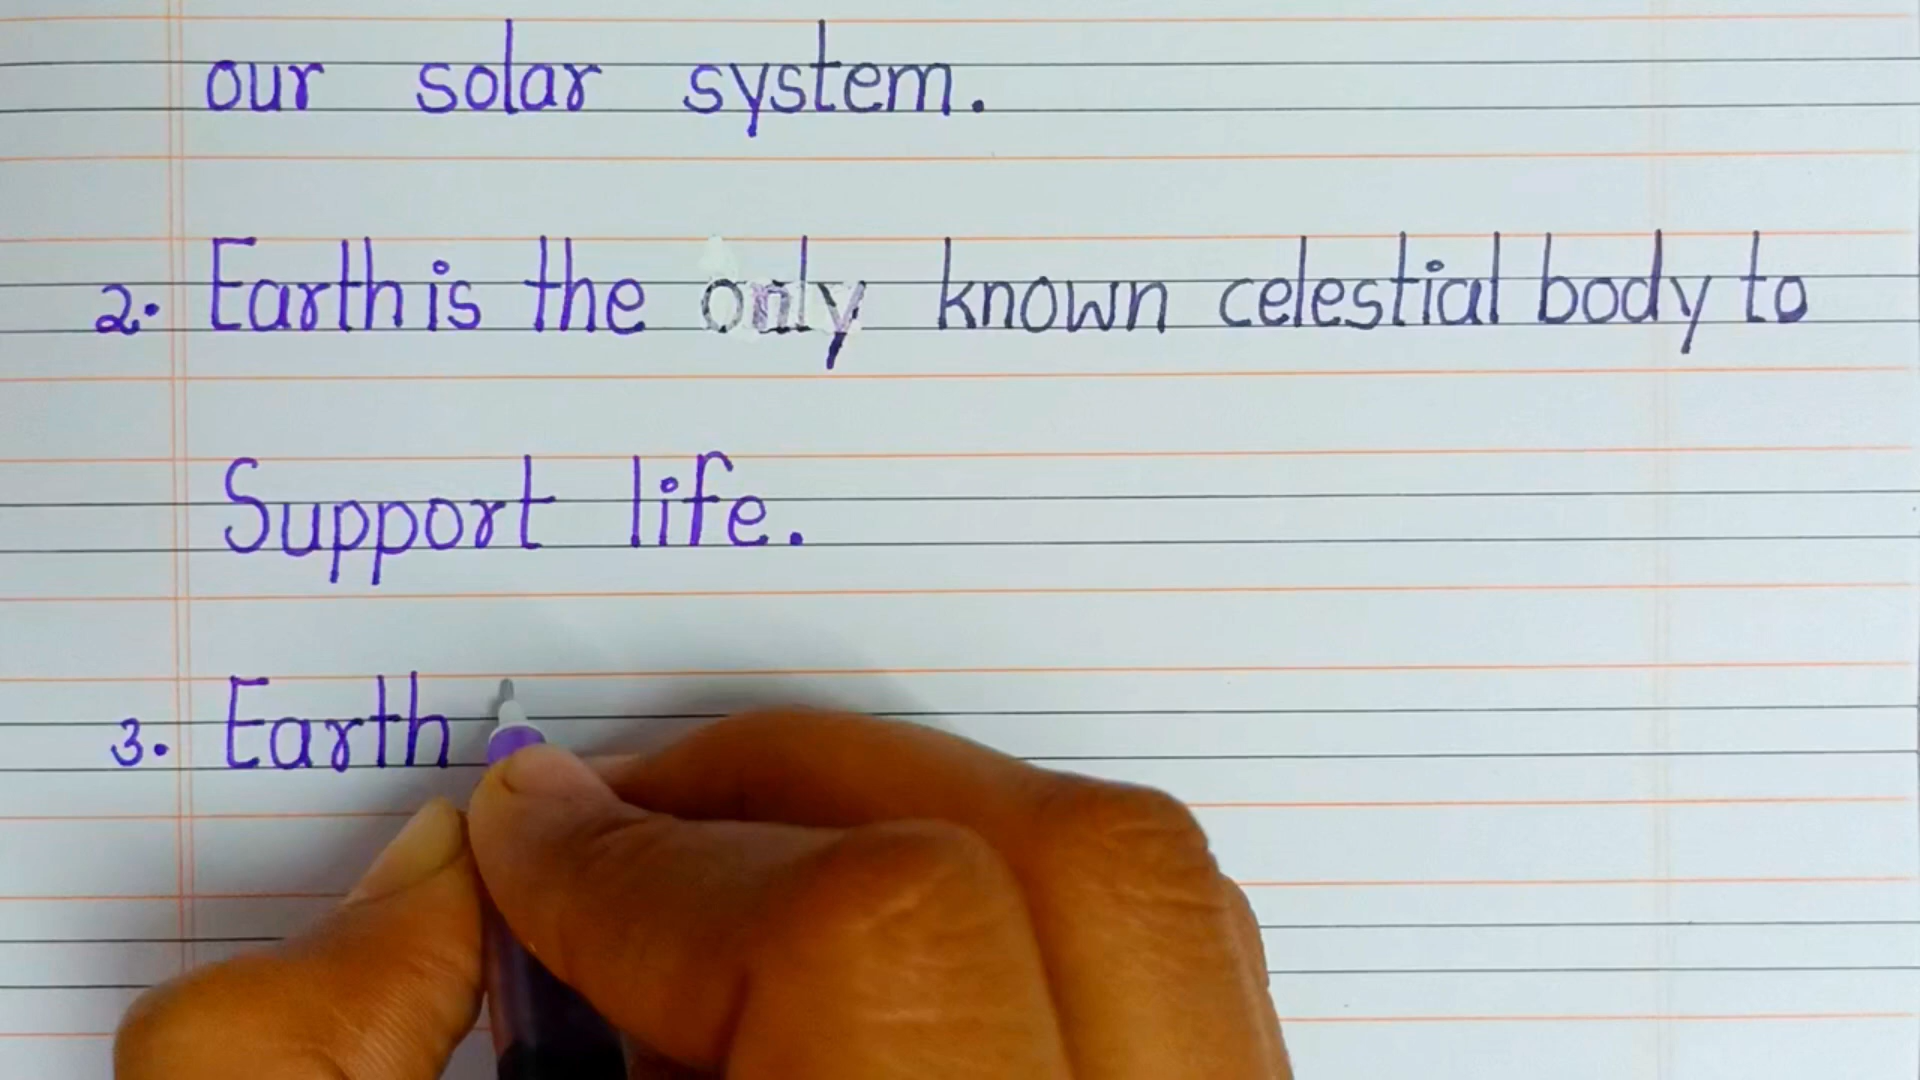 our solar system.
2. Earth is the only known celestial body to
Support life.
3. Earth